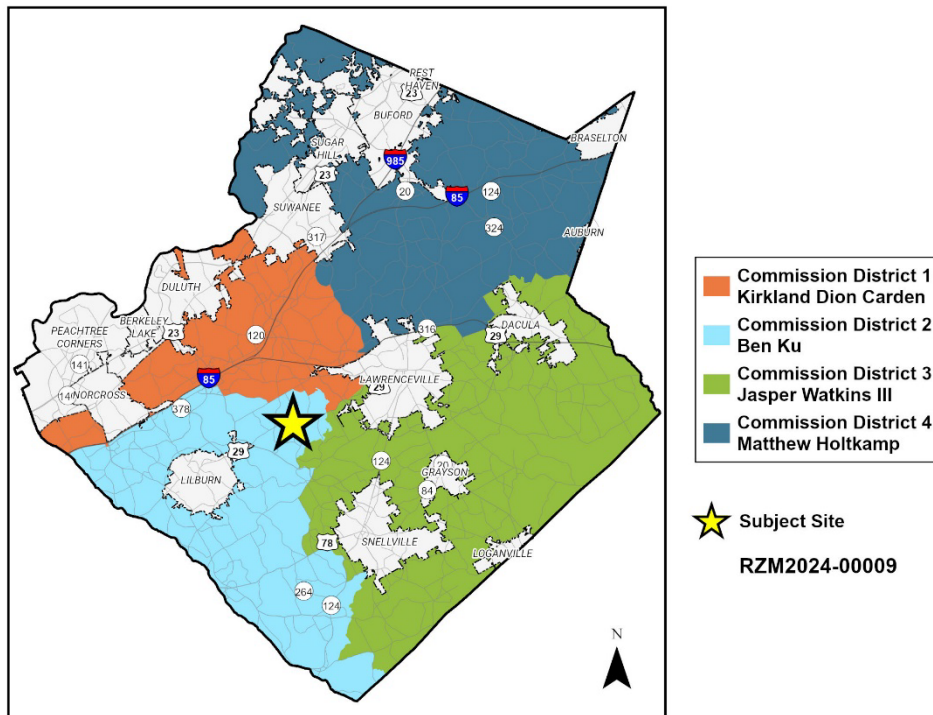 REST
HAVEN
23
BUFORD
BRASELTON
SUGAR
HILL
985
23
20
85
124
SUWANEE
324
AUBURN
317
DULUTH
PEACHTREE
CORNERS
BERKELEY
LAKE
23
120
316
DACULA
29
141
14
NORCROSS
85
LAWRENCEVILLE
29
378
29
LILBURN
124
20
GRAYSON
84
78
SNELLVILLE
LOGANVILLE
264
124
N
Commission District 1
Kirkland Dion Carden
Commission District 2
Ben Ku
Commission District 3
Jasper Watkins III
Commission District 4
Matthew Holtkamp
Subject Site
RZM2024-00009